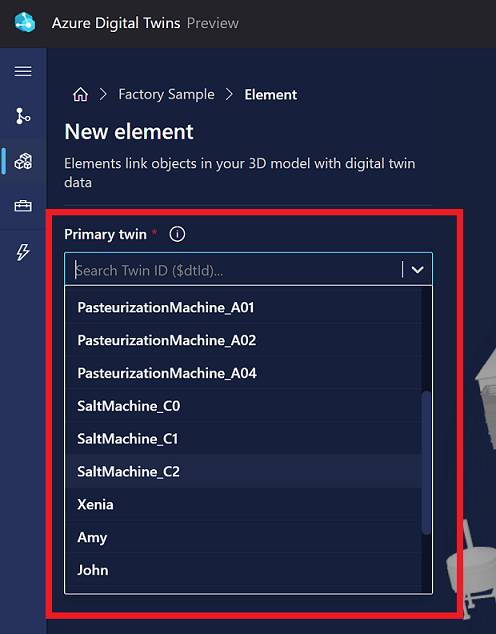 Azure Digital Twins Preview
Factory Sample Element
New element
Elements link objects in your 3D model with digital twin
data
Primary twin *
Search Twin ID ($dtId)...
PasteurizationMachine_A01
PasteurizationMachine_A02
PasteurizationMachine_A04
SaltMachine_C0
SaltMachine_C1
SaltMachine_C2
Xenia
Amy
John